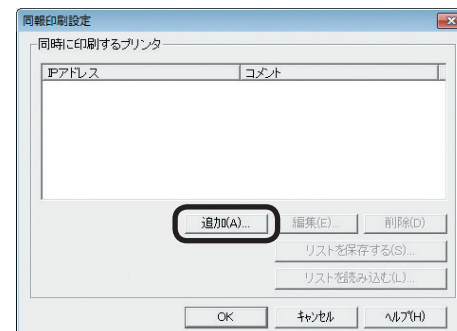 同報印刷設定
同時に印刷するプリンタ
IPアドレス コメント
追加(A)... 編集(E)... 削除(D)
リストを保存する(S)...
リストを読み込む(L)...
OK キャンセル ヘルプ(H)